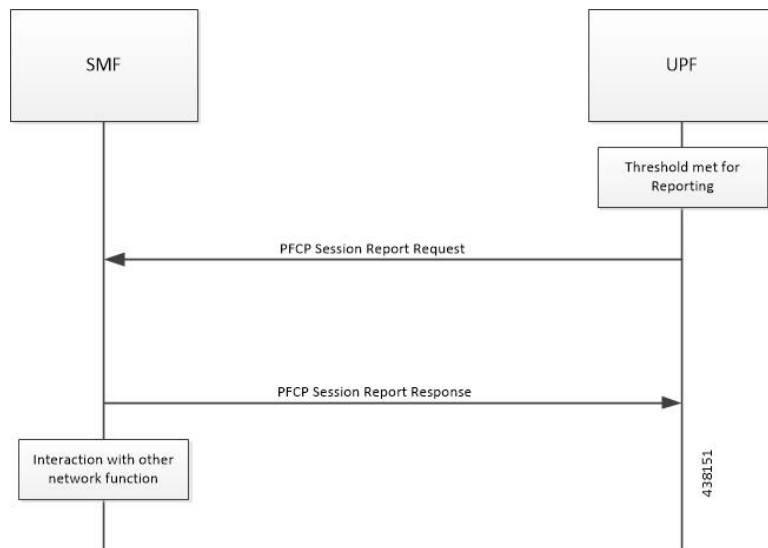 SMF
UPF
Threshold met for
Reporting
PFCP Session Report Request
PFCP Session Report Response
Interaction with other
network function
438151